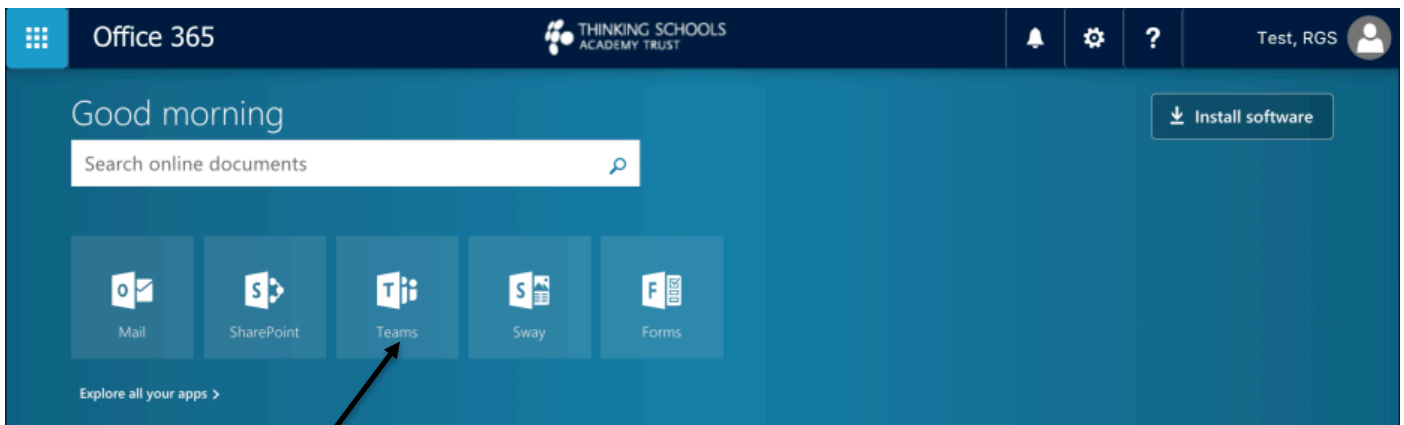 Office 365
THINKING SCHOOLS
ACADEMY TRUST
?
Test, RGS
Good morning
Install software
Search online documents
Mail
SharePoint
Teams
Sway
Forms
Explore all your apps >